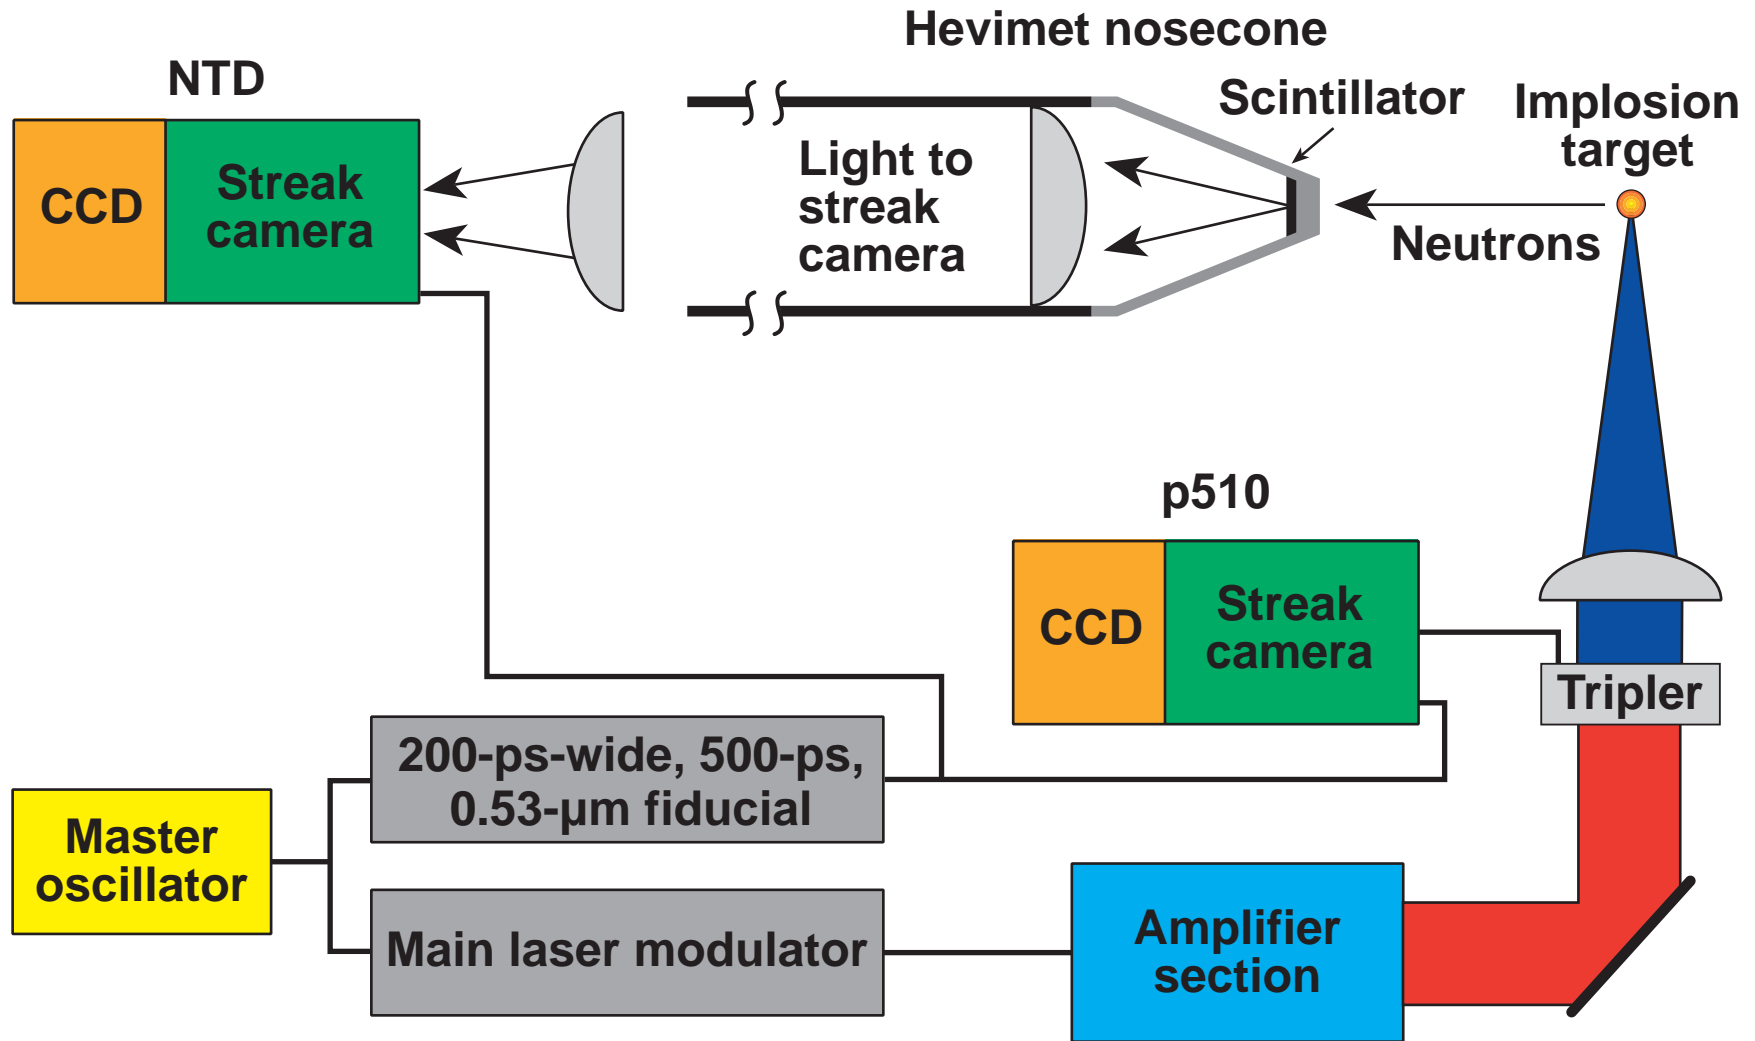 Hevimet nosecone
NTD
Scintillator
Implosion
target
CCD
Streak
camera
Light to
streak
camera
Neutrons
p510
CCD
Streak
camera
Tripler
200-ps-wide, 500-ps,
0.53-µm fiducial
Master
oscillator
Main laser modulator
Amplifier
section